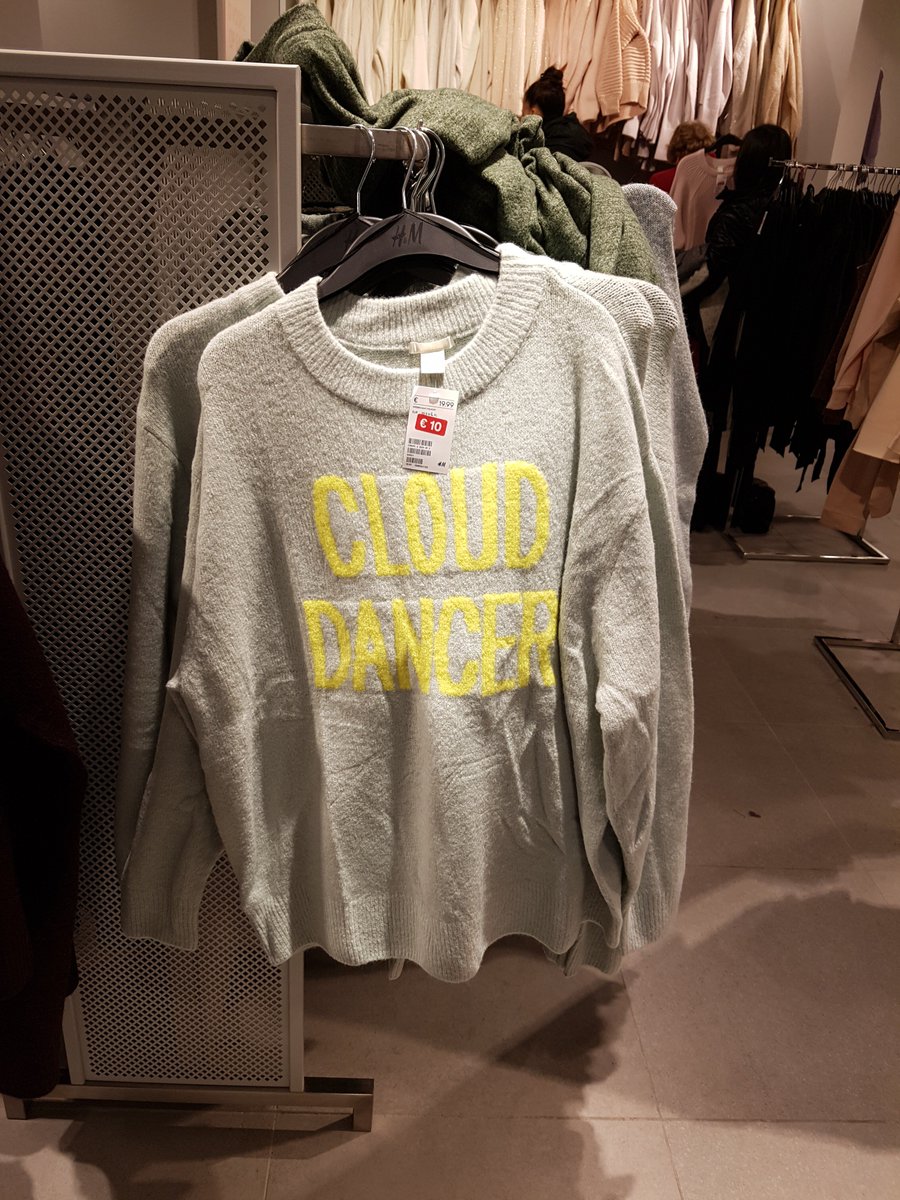 H&M
€ 19.99
€ 10
H&M
CLOUD
DANCER